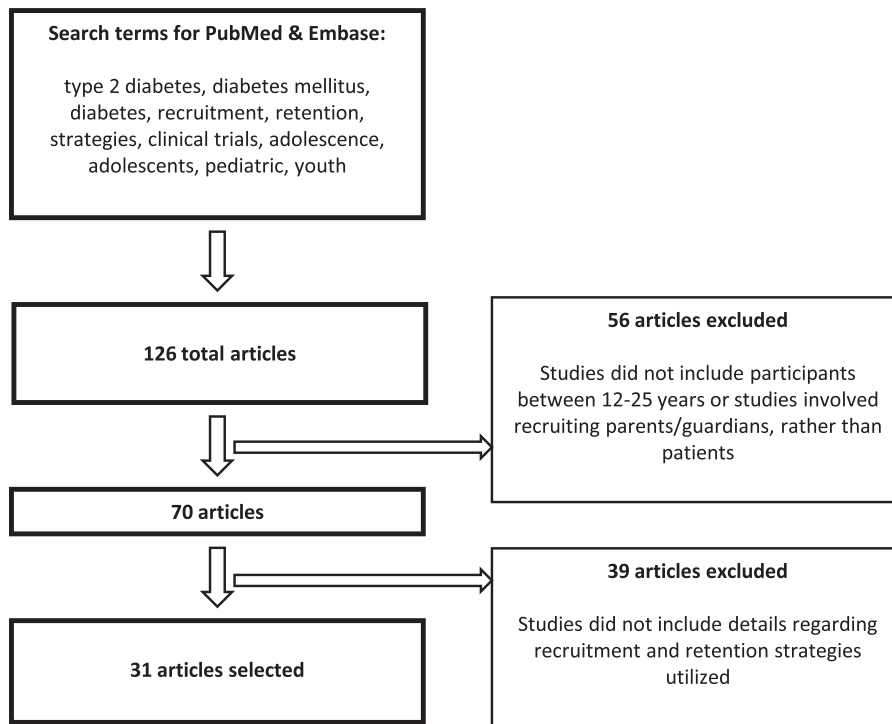 Search terms for PubMed & Embase:
type 2 diabetes, diabetes mellitus,
diabetes, recruitment, retention,
strategies, clinical trials, adolescence,
adolescents, pediatric, youth
126 total articles
56 articles excluded
Studies did not include participants
between 12-25 years or studies involved
recruiting parents/guardians, rather than
patients
70 articles
39 articles excluded
Studies did not include details regarding
recruitment and retention strategies
utilized
31 articles selected